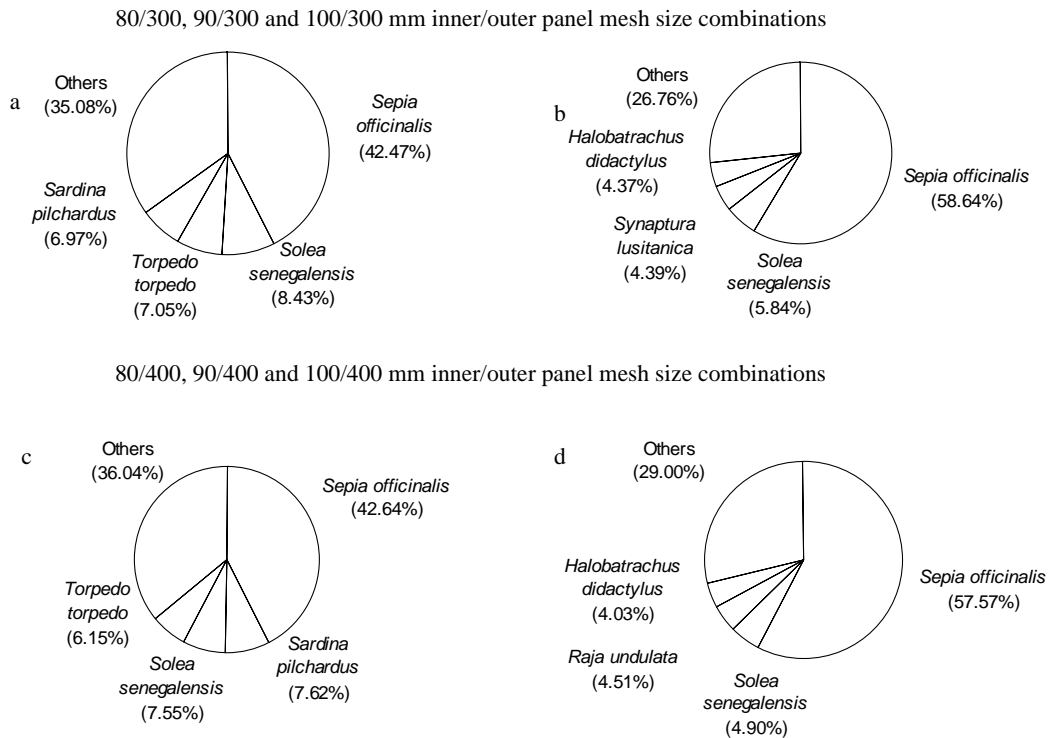 80/300, 90/300 and 100/300 mm inner/outer panel mesh size combinations
a
Others
(35.08%)
Sepia
officinalis
(42.47%)
Sardina
pilchardus
(6.97%)
Torpedo
torpedo
(7.05%)
Solea
senegalensis
(8.43%)
b
Others
(26.76%)
Halobatrachus
didactylus
(4.37%)
Sepia officinalis
(58.64%)
Synaptura
lusitanica
(4.39%)
Solea
senegalensis
(5.84%)
80/400, 90/400 and 100/400 mm inner/outer panel mesh size combinations
c
Others
(36.04%)
Sepia officinalis
(42.64%)
Torpedo
torpedo
(6.15%)
Solea
senegalensis
(7.55%)
Sardina
pilchardus
(7.62%)
d
Others
(29.00%)
Halobatrachus
didactylus
(4.03%)
Sepia officinalis
(57.57%)
Raja undulata
(4.51%)
Solea
senegalensis
(4.90%)